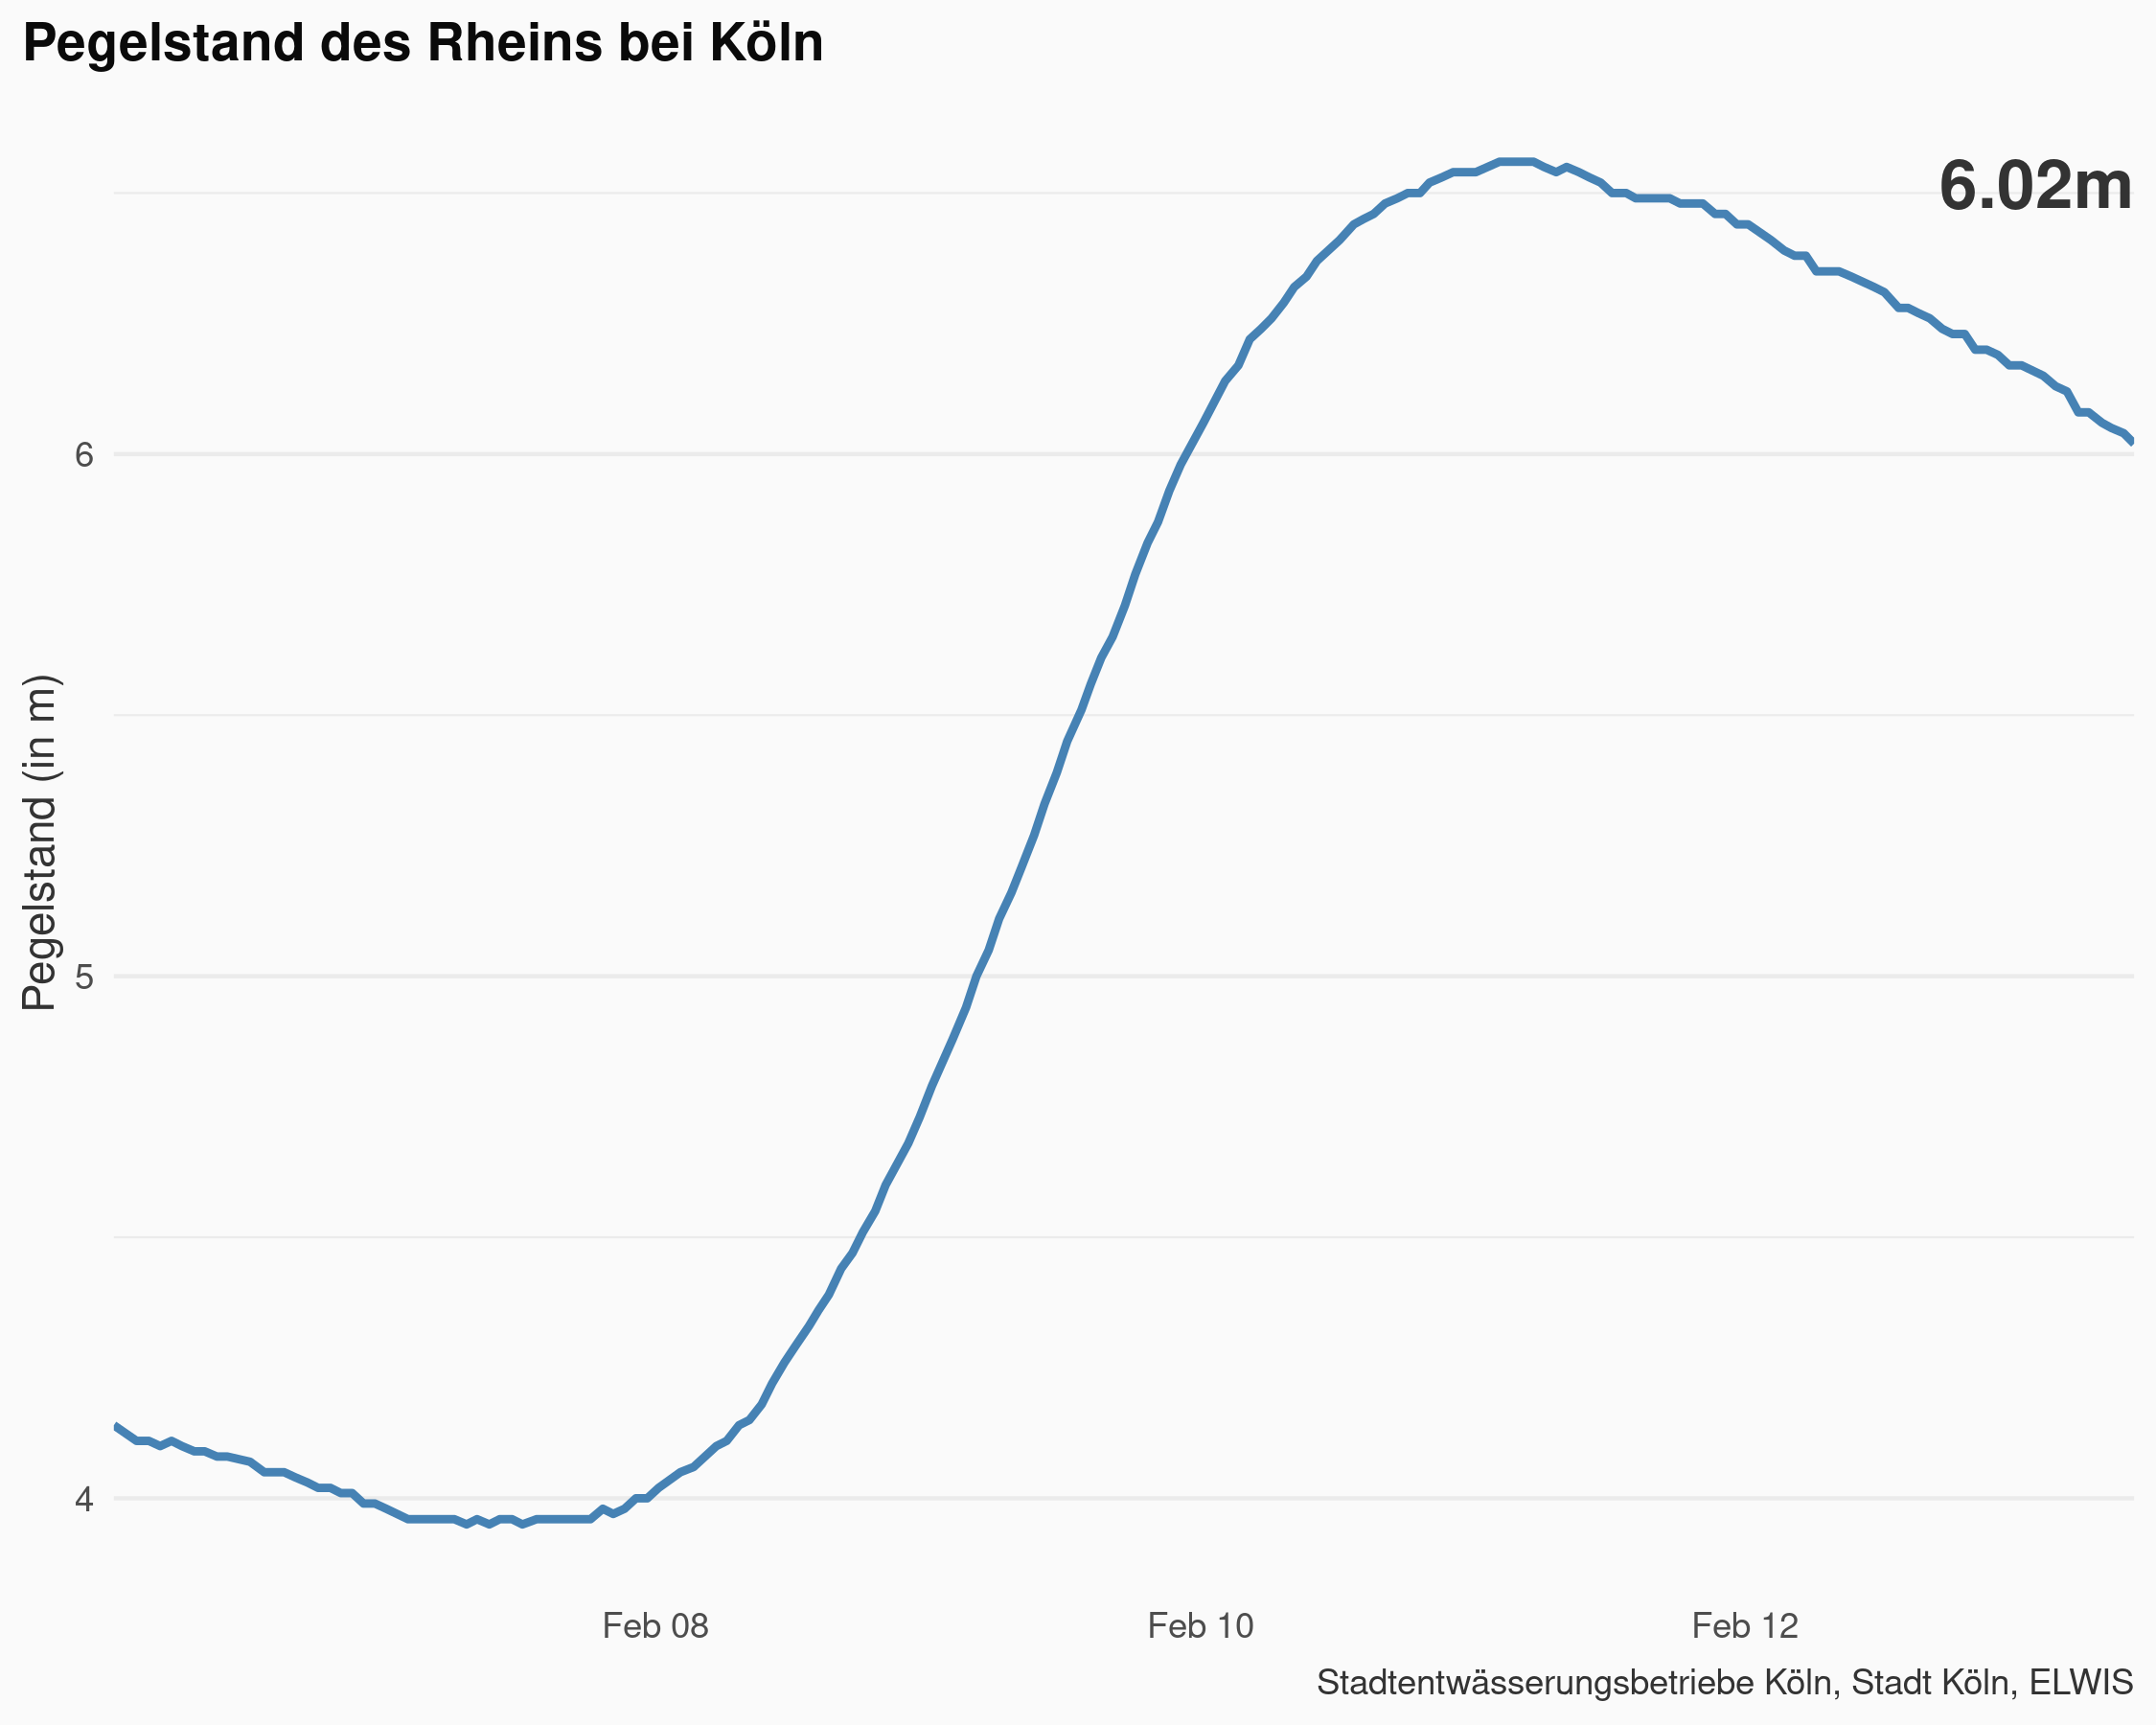 Pegelstand des Rheins bei Köln
6.02m
Pegelstand (in m)
6
5
4
Feb 08
Feb 10
Feb 12
Stadtentwässerungsbetriebe Köln, Stadt Köln, ELWIS